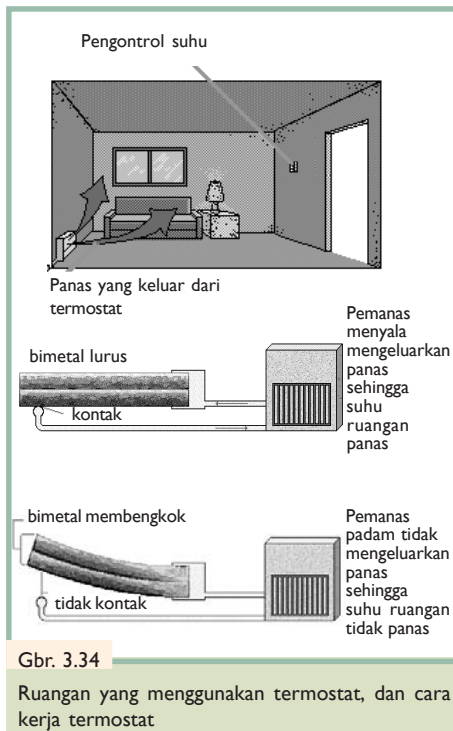 Pengontrol suhu
Panas yang keluar dari
termostat
bimetal lurus
kontak
Pemanas
menyala
mengeluarkan
panas
sehingga
suhu
ruangan
panas
bimetal membengkok
tidak kontak
Pemanas
padam tidak
mengeluarkan
panas
sehingga
suhu ruangan
tidak panas
Gbr. 3.34
Ruangan yang menggunakan termostat, dan cara
kerja termostat